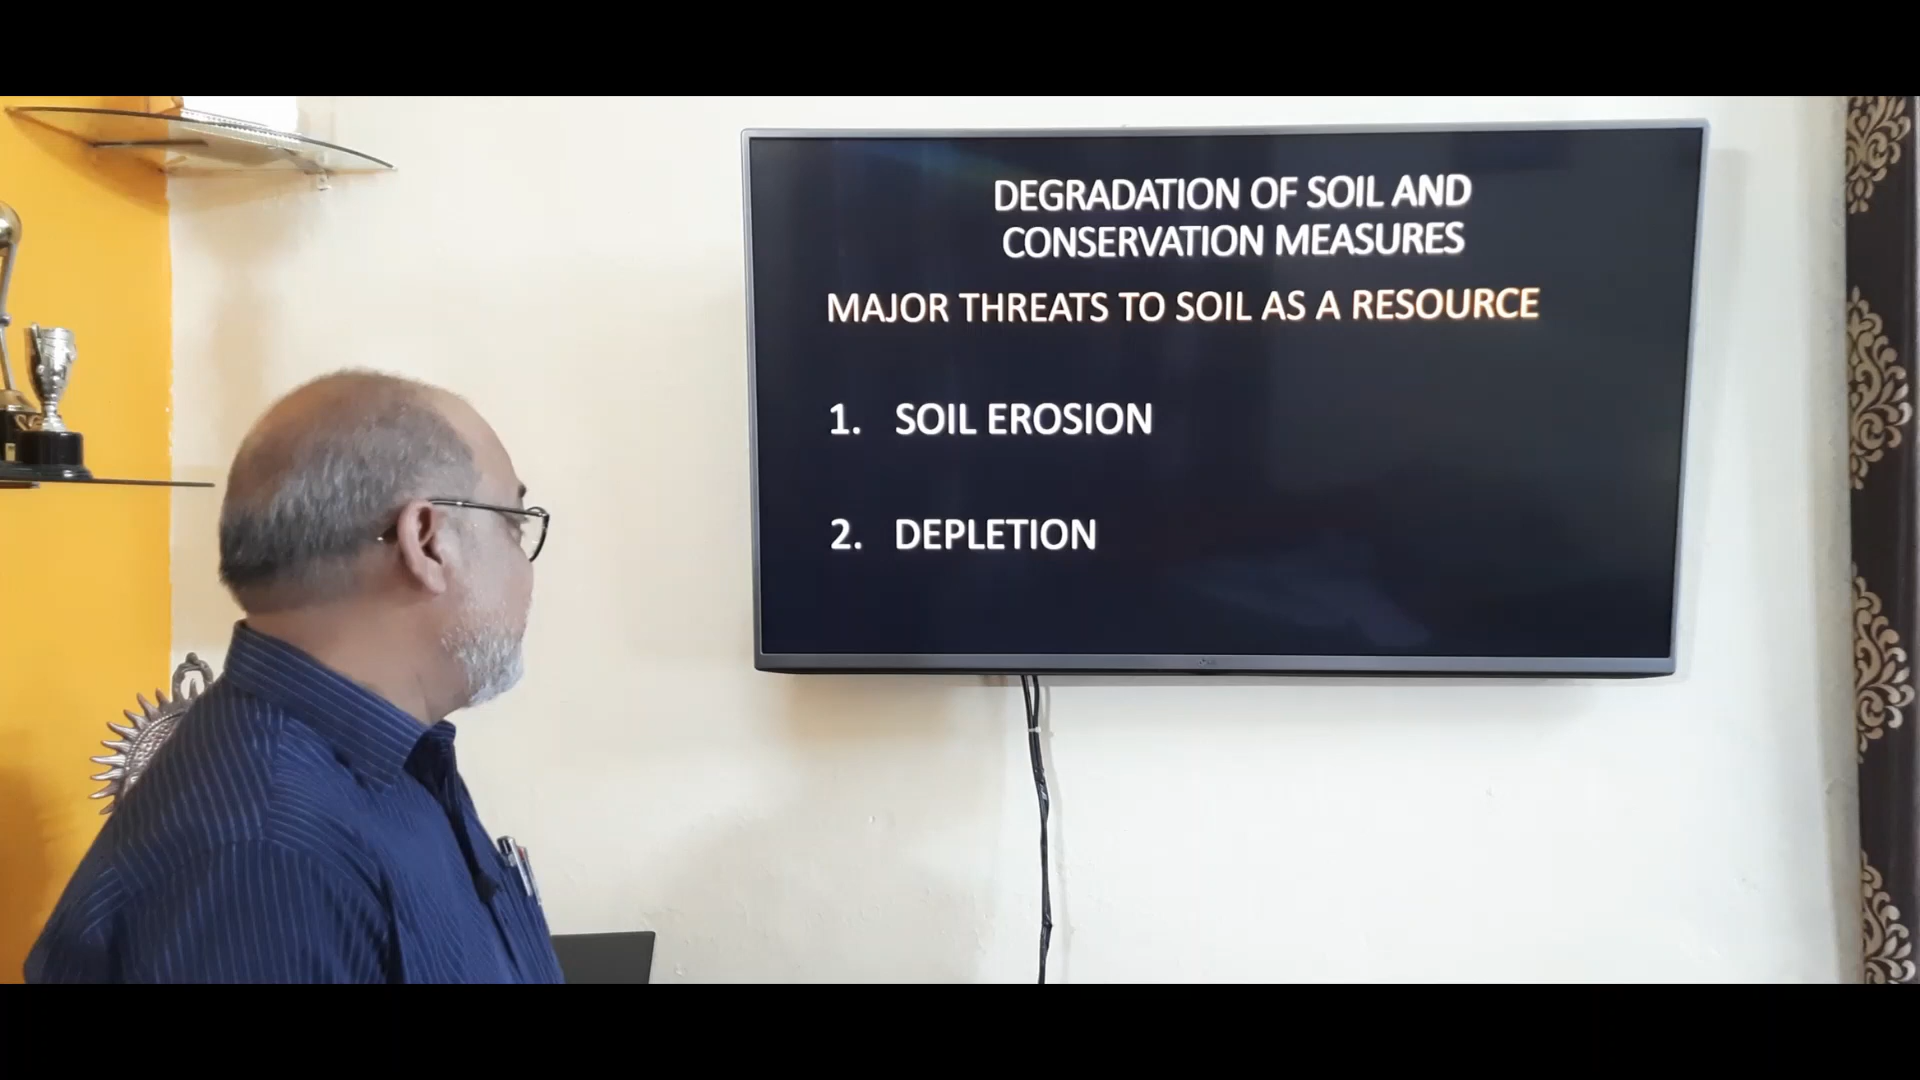 DEGRADATION OF SOIL AND
CONSERVATION MEASURES
MAJOR THREATS TO SOIL AS A RESOURCE
1. SOIL EROSION
2. DEPLETION